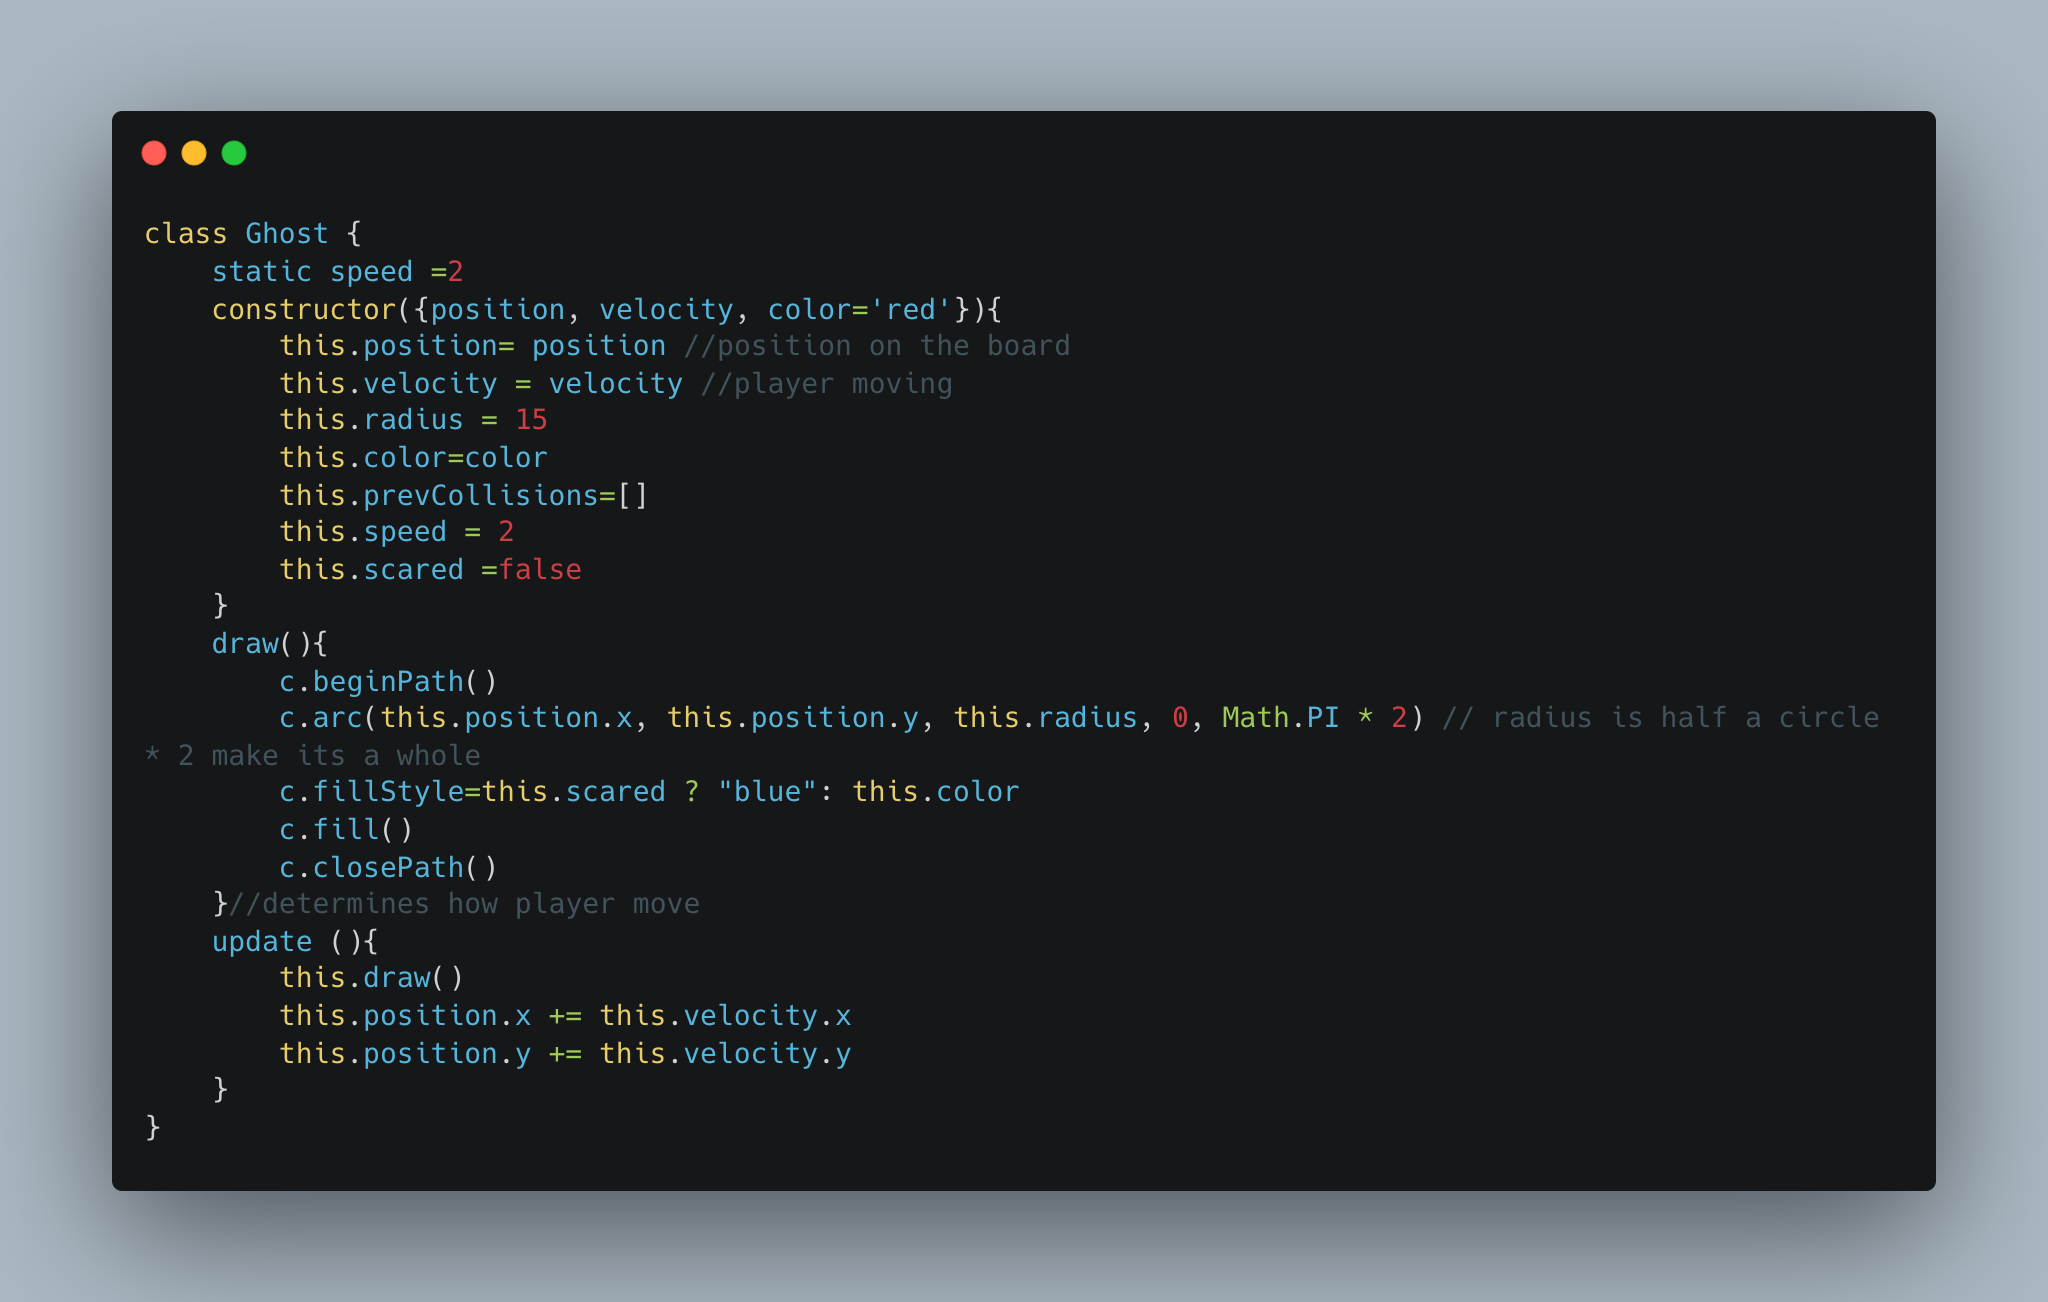 class Ghost {
    static speed =2
    constructor({position, velocity, color='red'}){
        this.position= position //position on the board
        this.velocity = velocity //player moving
        this.radius = 15
        this.color=color
        this.prevCollisions=[]
        this.speed = 2
        this.scared =false
    }
    draw(){
        c.beginPath()
        c.arc(this.position.x, this.position.y, this.radius, 0, Math.PI * 2) // radius is half a circle
* 2 make its a whole
        c.fillStyle=this.scared ? "blue": this.color
        c.fill()
        c.closePath()
    }//determines how player move
    update (){
        this.draw()
        this.position.x += this.velocity.x
        this.position.y += this.velocity.y
    }
}